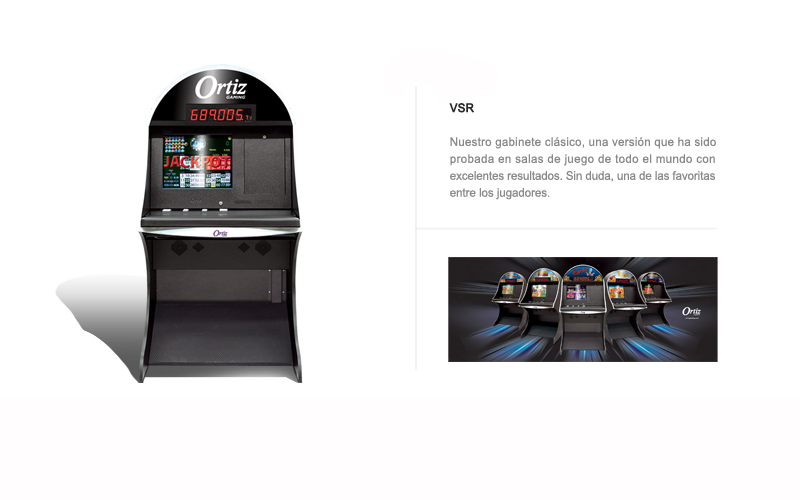 Ortiz
GAMING
689.005.
JACKPOT
Ortiz
VSR
Nuestro gabinete clásico, una versión que ha sido
probada en salas de juego de todo el mundo con
excelentes resultados. Sin duda, una de las favoritas
entre los jugadores.
Ortiz